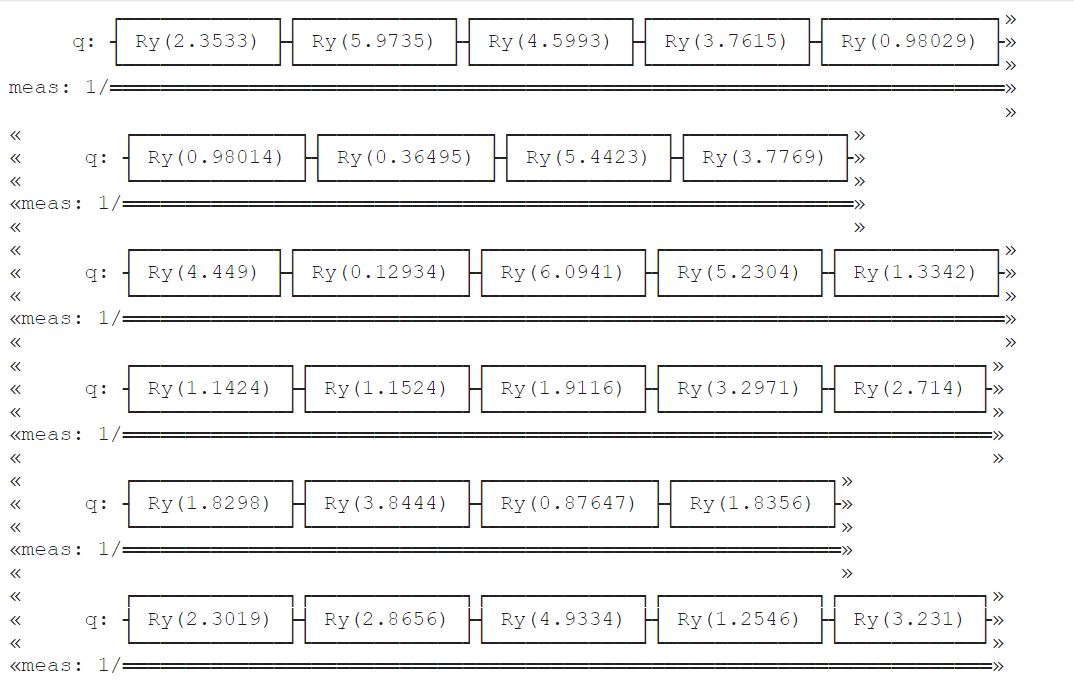 »
q: Ry(2.3533) Ry(5.9735) Ry(4.5993) Ry(3.7615) Ry(0.98029) »
»
meas: 1/ »
»
« »
« q: Ry(0.98014) Ry(0.36495) Ry(5.4423) Ry(3.7769) »
« »
«meas: 1/ »
« »
« »
« q: Ry(4.449) Ry(0.12934) Ry(6.0941) Ry(5.2304) Ry(1.3342) »
« »
«meas: 1/ »
« »
« »
« q: Ry(1.1424) Ry(1.1524) Ry(1.9116) Ry(3.2971) Ry(2.714) »
« »
«meas: 1/ »
« »
« »
« q: Ry(1.8298) Ry(3.8444) Ry(0.87647) Ry(1.8356) »
« »
«meas: 1/ »
« »
« »
« q: Ry(2.3019) Ry(2.8656) Ry(4.9334) Ry(1.2546) Ry(3.231) »
« »
«meas: 1/ »